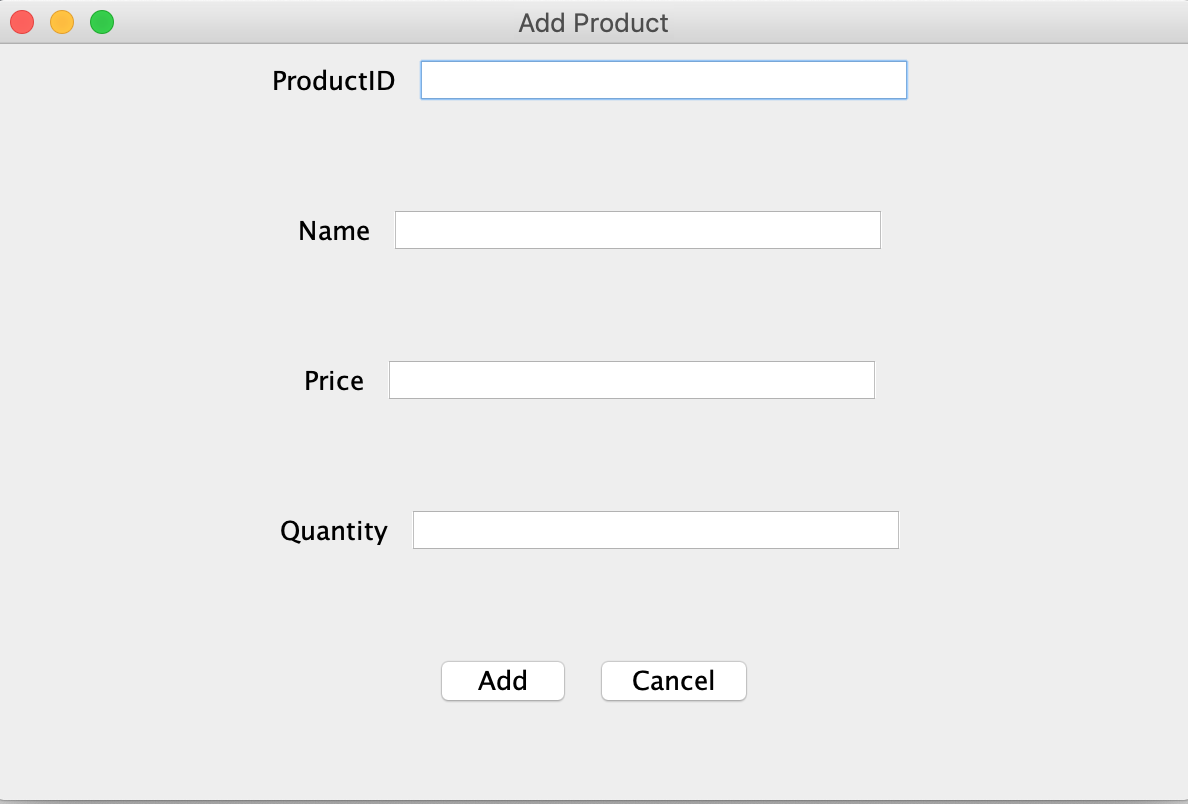 Add Product
ProductID
Name
Price
Quantity
Add Cancel